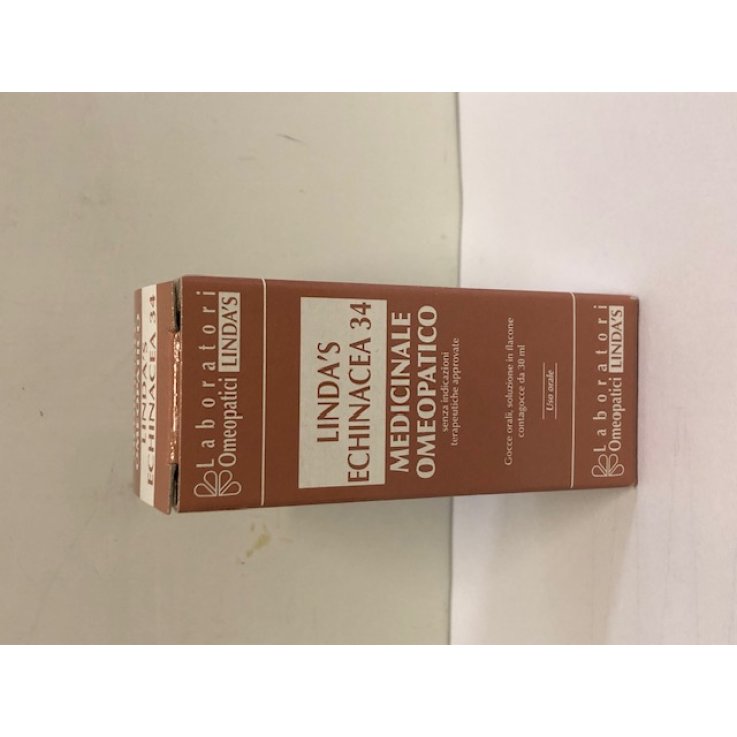 LINDA'S
ECHINACEA 34
Laboratori
Omeopatici LINDA'S
LINDA'S
ECHINACEA 34
MEDICINALE
OMEOPATICO
senza indicazioni
terapeutiche approvate
Gocce orali, soluzione in flacone
contagocce da 30 ml
Uso orale
Laboratori
Omeopatici LINDA'S